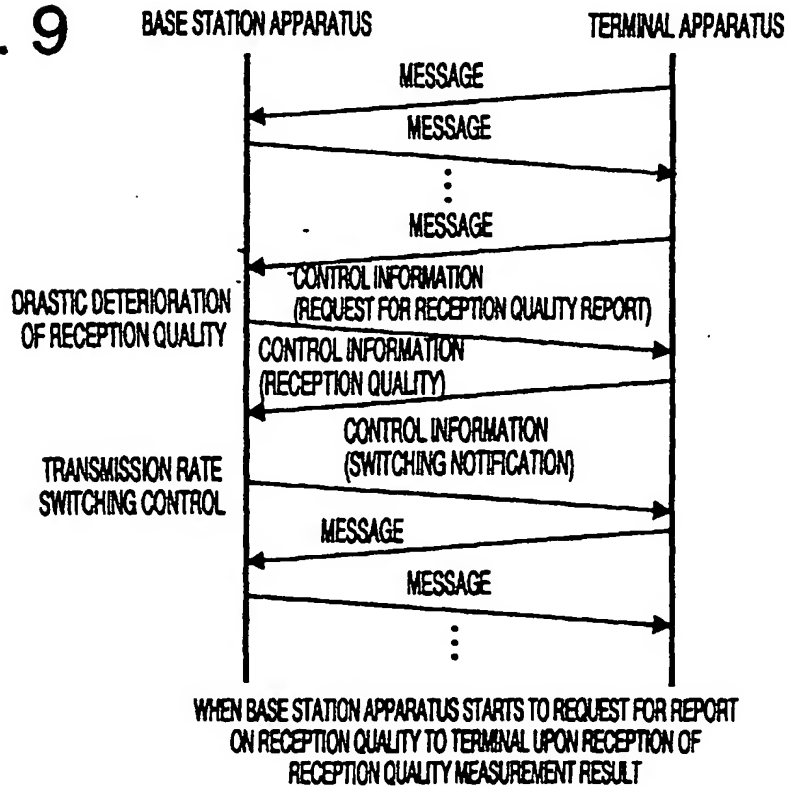 . 9
BASE STATION APPARATUS
TERMINAL APPARATUS
MESSAGE
MESSAGE
MESSAGE
DRASTIC DETERIORATION
OF RECEPTION QUALITY
CONTROL INFORMATION
(REQUEST FOR RECEPTION QUALITY REPORT)
CONTROL INFORMATION
(RECEPTION QUALITY)
CONTROL INFORMATION
(SWITCHING NOTIFICATION)
TRANSMISSION RATE
SWITCHING CONTROL
MESSAGE
MESSAGE
WHEN BASE STATION APPARATUS STARTS TO REQUEST FOR REPORT
ON RECEPTION QUALITY TO TERMINAL UPON RECEPTION OF
RECEPTION QUALITY MEASUREMENT RESULT